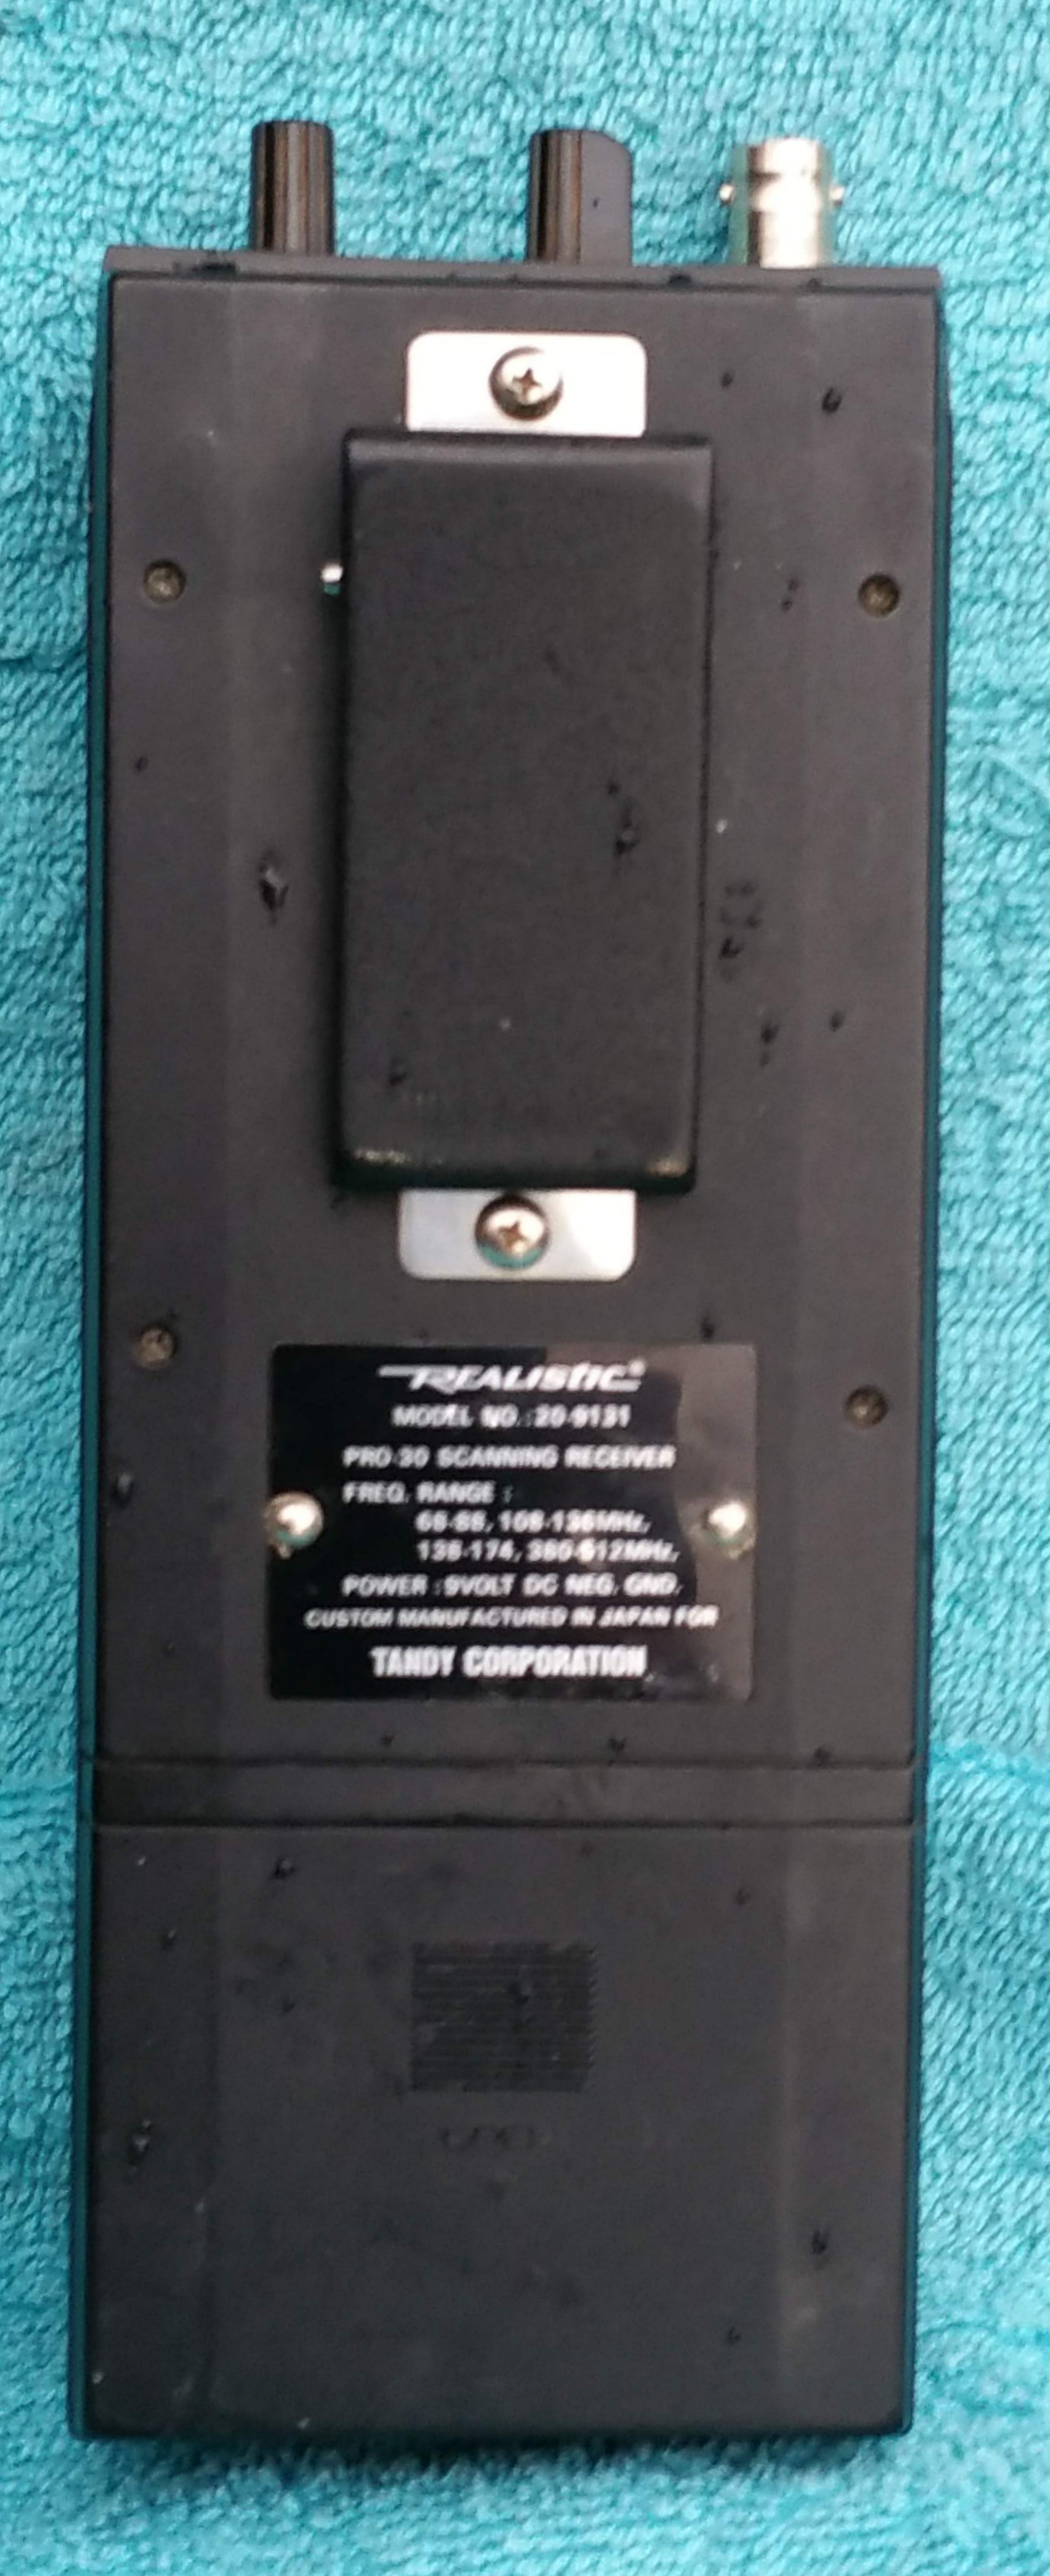 REALISTIC®
MODEL NO.:20-9131
PRO-30 SCANNING RECEIVER
FREQ. RANGE :
68-88, 108-136MHz,
138-174, 380-512MHz,
POWER : 9VOLT DC NEG. GND.
CUSTOM MANUFACTURED IN JAPAN FOR
TANDY CORPORATION
OPEN